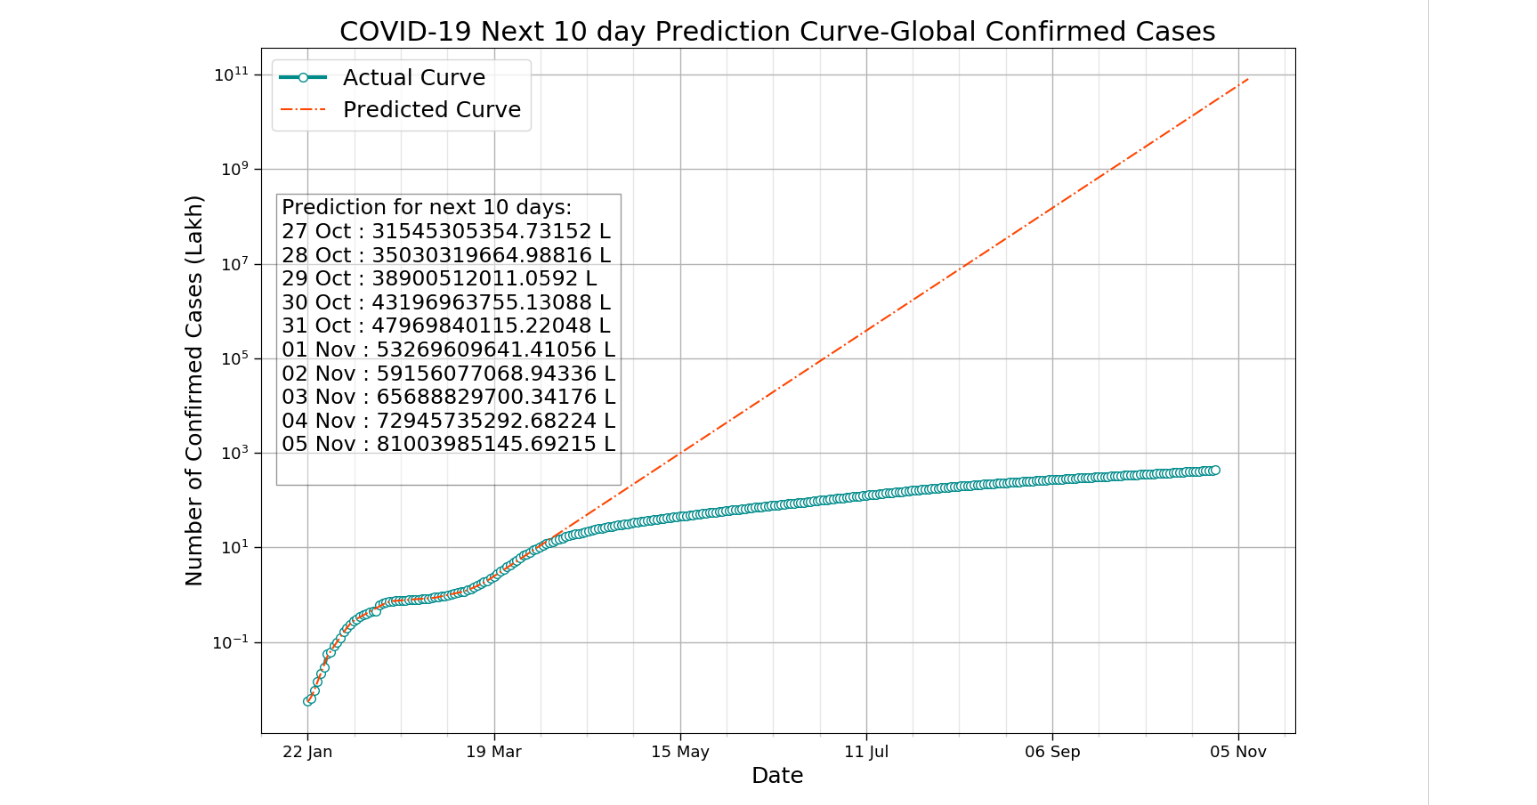 COVID-19 Next 10 day Prediction Curve-Global Confirmed Cases
Actual Curve
Predicted Curve
Prediction for next 10 days:
27 Oct : 31545305354.73152 L
28 Oct : 35030319664.98816 L
29 Oct : 38900512011.0592 L
30 Oct : 43196963755.13088 L
31 Oct : 47969840115.22048 L
01 Nov : 53269609641.41056 L
02 Nov : 59156077068.94336 L
03 Nov : 65688829700.34176 L
04 Nov : 72945735292.68224 L
05 Nov : 81003985145.69215 L
Number of Confirmed Cases (Lakh)
10¹¹
10⁹
10⁷
10⁵
10³
10¹
10⁻¹
22 Jan 19 Mar 15 May 11 Jul 06 Sep 05 Nov
Date